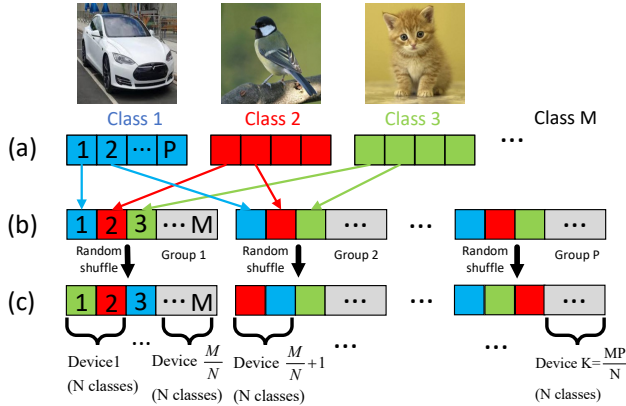 Class 1 Class 2 Class 3 Class M
(a) 1 2 ··· P ···
(b) 1 2 3 ··· M ··· ··· ···
Random shuffle Group 1 Random shuffle Group 2 Random shuffle Group P
(c) 1 2 3 ··· M ··· ··· ···
Device1 (N classes) ··· Device M/N (N classes) Device M/N+1 (N classes) ··· ··· Device K=MP/N (N classes)